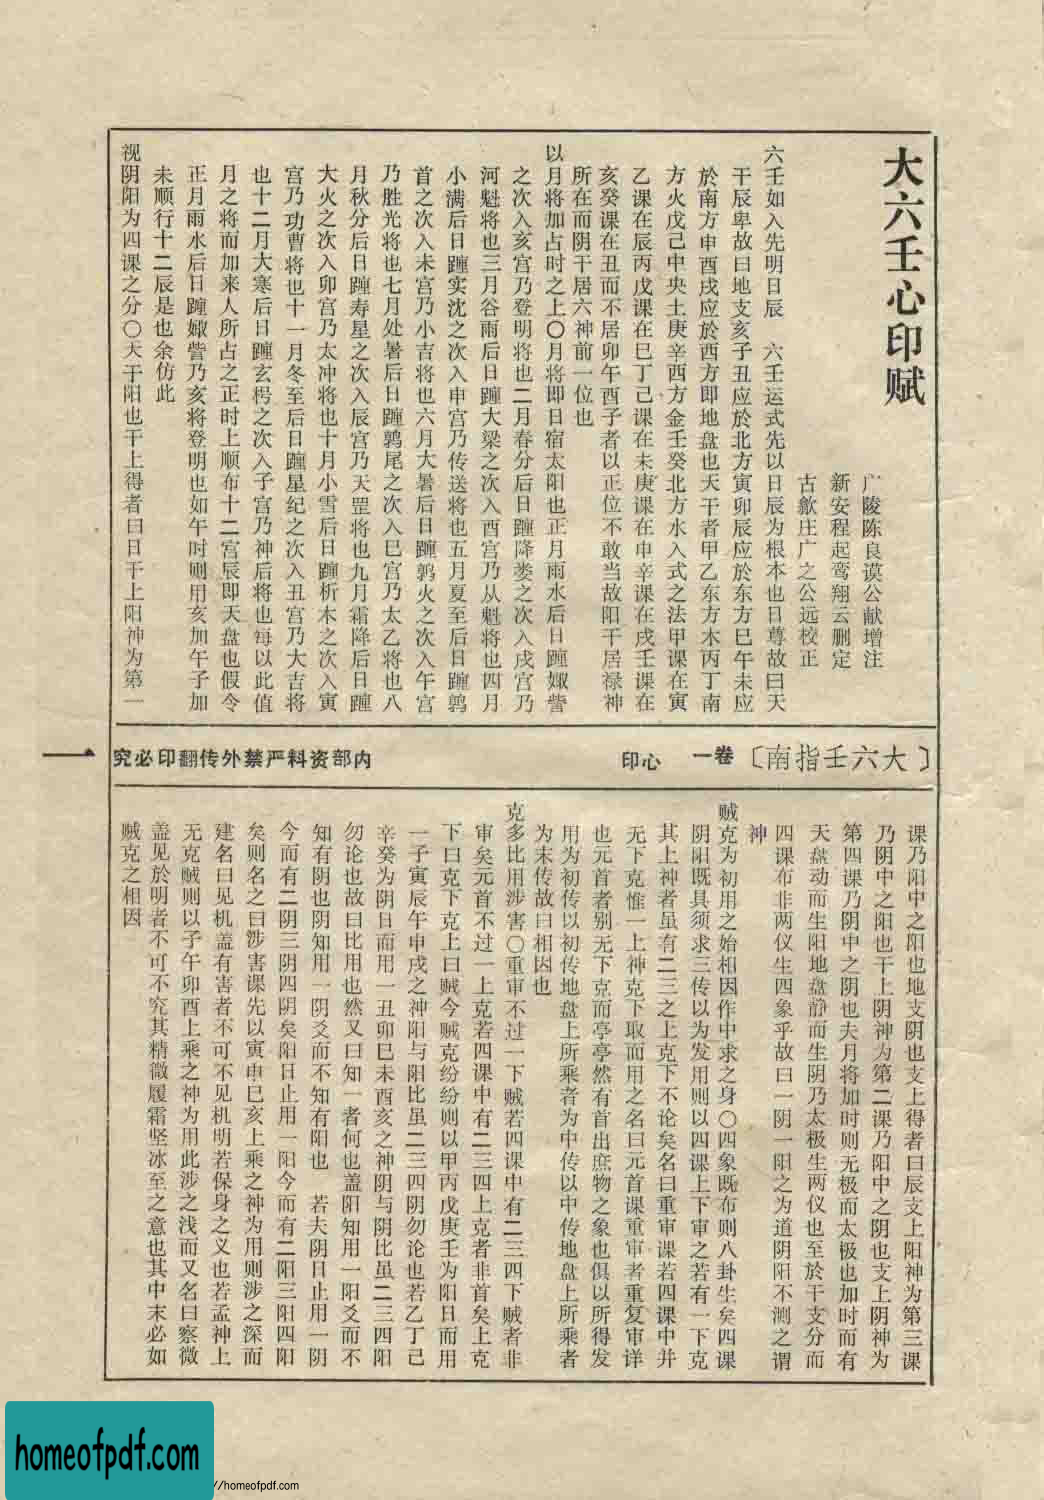 大六壬心印赋
广陵陈良谟公献增注
新安程起鸾翔云删定
古歙庄广之公远校正
六壬如入先明日辰　六壬运式先以日辰为根本也日尊故曰天
干辰卑故曰地支亥子丑应於北方寅卯辰应於东方巳午未应
於南方申酉戌应於西方即地盘也天干者甲乙东方木丙丁南
方火戊己中央土庚辛西方金壬癸北方水入式之法甲课在寅
乙课在辰丙戊课在巳丁己课在未庚课在申辛课在戌壬课在
亥癸课在丑而不居卯午酉子者以正位不敢当故阳干居禄神
所在而阴干居六神前一位也
以月将加占时之上〇月将即日宿太阳也正月雨水后日躔娵訾
之次入亥宫乃登明将也二月春分后日躔降娄之次入戌宫乃
河魁将也三月谷雨后日躔大梁之次入酉宫乃从魁将也四月
小满后日躔实沈之次入申宫乃传送将也五月夏至后日躔鹑
首之次入未宫乃小吉将也六月大暑后日躔鹑火之次入午宫
乃胜光将也七月处暑后日躔鹑尾之次入巳宫乃太乙将也八
月秋分后日躔寿星之次入辰宫乃天罡将也九月霜降后日躔
大火之次入卯宫乃太冲将也十月小雪后日躔析木之次入寅
宫乃功曹将也十一月冬至后日躔星纪之次入丑宫乃大吉将
也十二月大寒后日躔玄枵之次入子宫乃神后将也每以此值
月之将而加来人所占之正时上顺布十二宫辰即天盘也假令
正月雨水后日躔娵訾乃亥将登明也如午时则用亥加午子加
未顺行十二辰是也余仿此
视阴阳为四课之分〇天干阳也干上得者曰日干上阳神为第一
〔大六壬指南〕
卷一
心印
内部资料严禁外传翻印必究
一
课乃阳中之阳也地支阴也支上得者曰辰支上阳神为第三课
乃阴中之阳也干上阴神为第二课乃阳中之阴也支上阴神为
第四课乃阴中之阴也夫月将加时则无极而太极也加时而有
天盘动而生阳地盘静而生阴乃太极生两仪也至於干支分而
四课布非两仪生四象乎故曰一阴一阳之为道阴阳不测之谓
神
贼克为初用之始相因作中求之身〇四象既布则八卦生矣四课
阴阳既具须求三传以为发用则以四课上下审之若有一下克
其上神者虽有二三之上克下不论矣名曰重审课若四课中并
无下克惟一上神克下取而用之名曰元首课重审者重复审详
也元首者别无下克而亭亭然有首出庶物之象也俱以所得发
用为初传以初传地盘上所乘者为中传以中传地盘上所乘者
为末传故曰相因也
克多比用涉害〇重审不过一下贼若四课中有二三四下贼者非
审矣元首不过一上克若四课中有二三四上克者非首矣上克
下曰克下克上曰贼今贼克纷纷则以甲丙戊庚壬为阳日而用
一子寅辰午申戌之神阳与阳比虽二三四阴勿论也若乙丁己
辛癸为阴日而用一丑卯巳未酉亥之神阴与阴比虽二三四阳
勿论也故曰比用也然又曰知一者何也盖阳知用一阳爻而不
知有阴也阴知用一阴爻而不知有阳也　若夫阴日止用一阴
今而有二阴三阴四阴矣阳日止用一阳今而有二阳三阳四阳
矣则名之曰涉害课先以寅申巳亥上乘之神为用则涉之深而
建名曰见机盖有害者不可不见机明若保身之义也若孟神上
无克贼则以子午卯酉上乘之神为用此涉之浅而又名曰察微
盖见於明者不可不究其精微履霜坚冰至之意也其中末必如
贼克之相因
homeofpdf.com
//homeofpdf.com